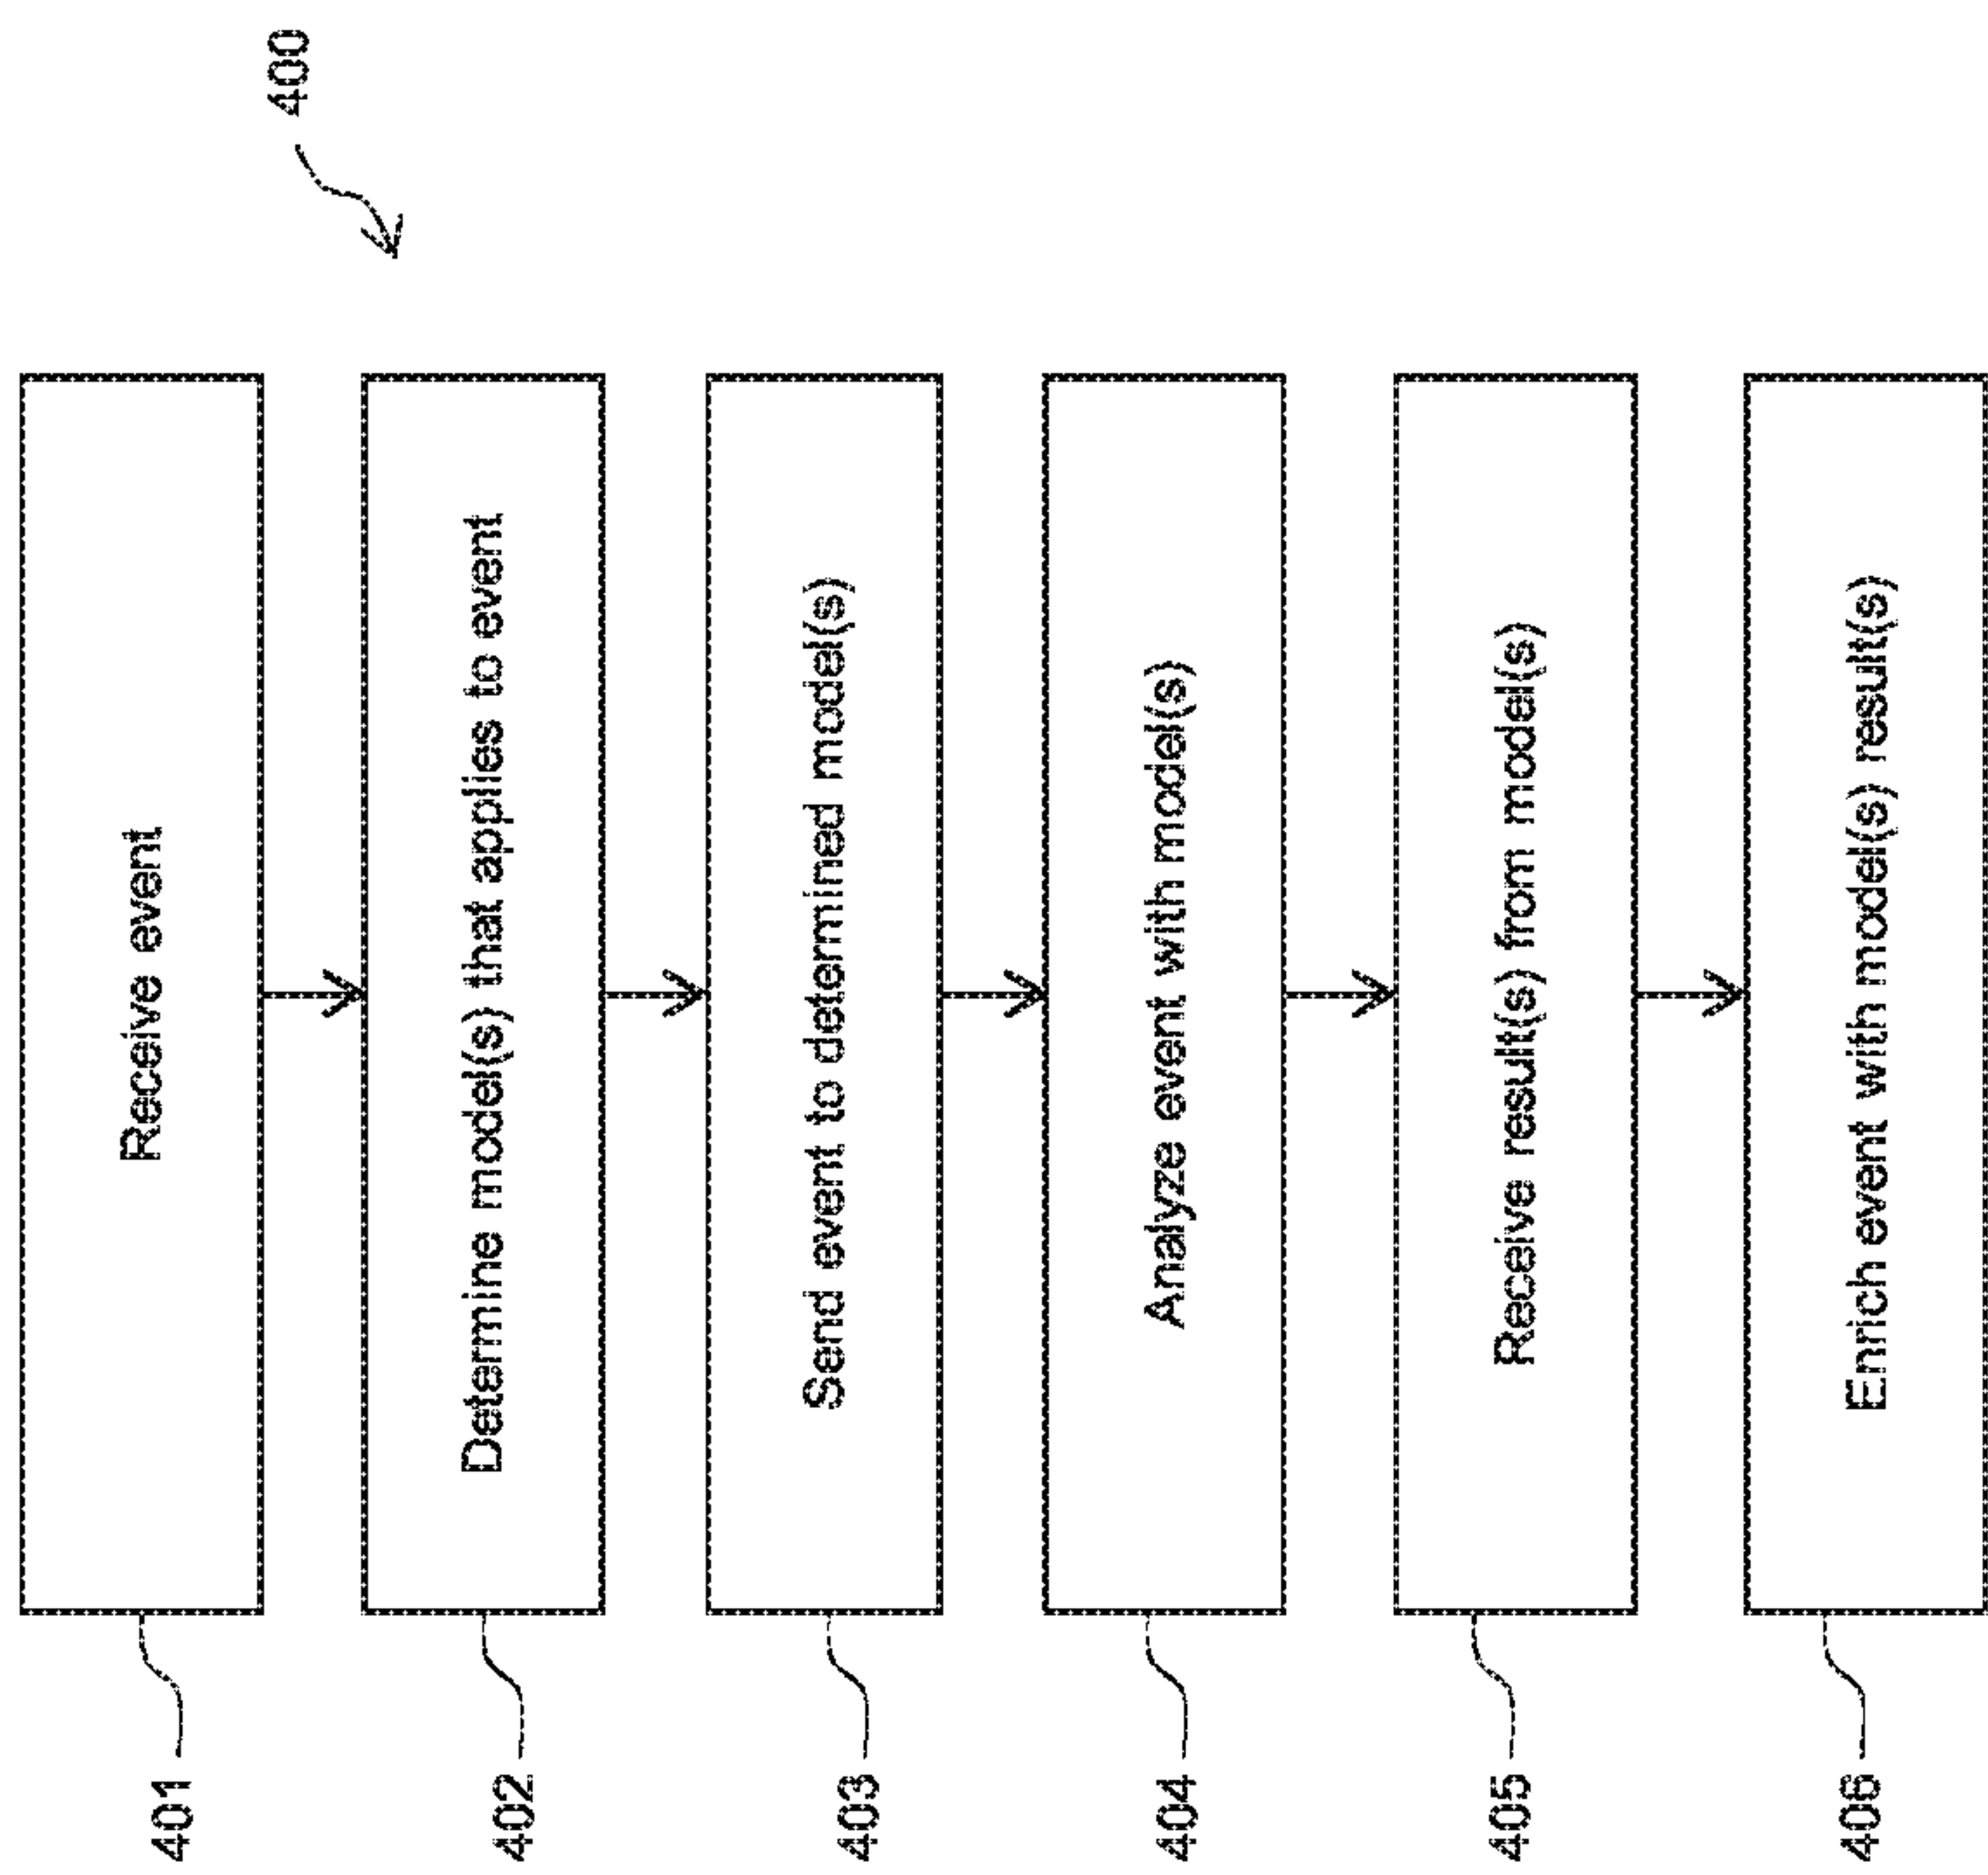 400
401
Receive event
402
Determine model(s) that applies to event
403
Send event to determined model(s)
404
Analyze event with model(s)
405
Receive result(s) from model(s)
406
Enrich event with model(s) result(s)